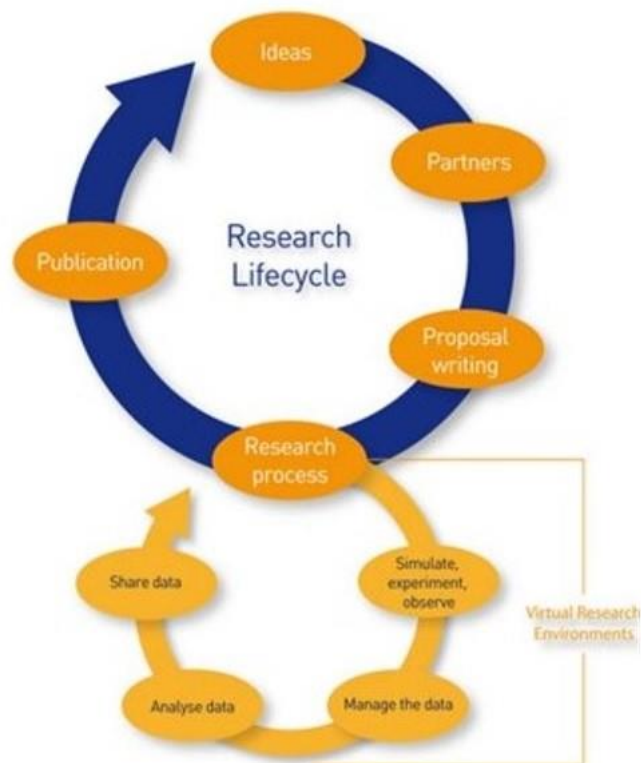 Ideas
Partners
Publication
Research
Lifecycle
Proposal
writing
Research
process
Share data
Simulate,
experiment,
observe
Virtual Research
Environments
Analyse data
Manage the data